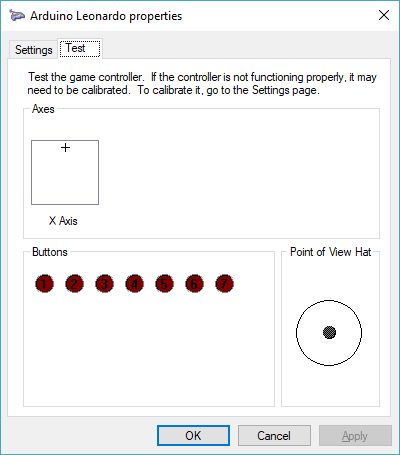 Arduino Leonardo properties
Settings
Test
Test the game controller.  If the controller is not functioning properly, it may
need to be calibrated.  To calibrate it, go to the Settings page.
Axes
X Axis
Buttons
Point of View Hat
1 2 3 4 5 6 7
OK
Cancel
Apply